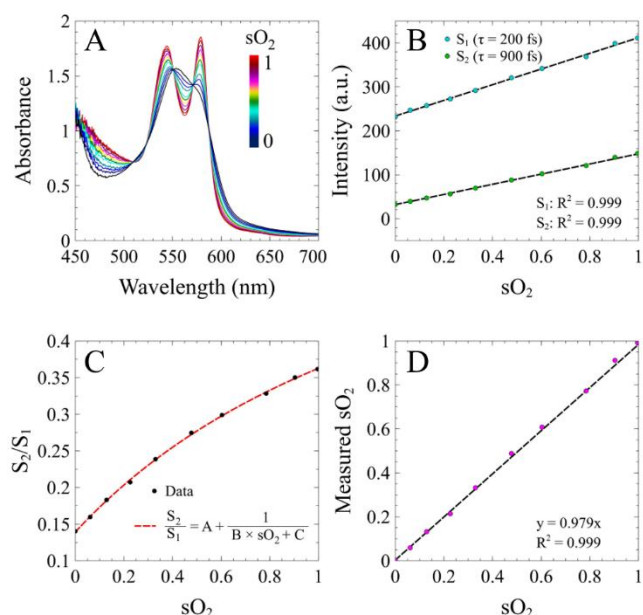 A
sO2
1
0
2
1.5
1
0.5
0
Absorbance
450 500 550 600 650 700
Wavelength (nm)
B
S1 (τ = 200 fs)
S2 (τ = 900 fs)
400
300
200
100
0
Intensity (a.u.)
S1: R2 = 0.999
S2: R2 = 0.999
0 0.2 0.4 0.6 0.8 1
sO2
C
0.4
0.35
0.3
0.25
0.2
0.15
0.1
S2/S1
Data
S2/S1 = A + 1/(B × sO2 + C)
0 0.2 0.4 0.6 0.8 1
sO2
D
1
0.8
0.6
0.4
0.2
0
Measured sO2
y = 0.979x
R2 = 0.999
0 0.2 0.4 0.6 0.8 1
sO2